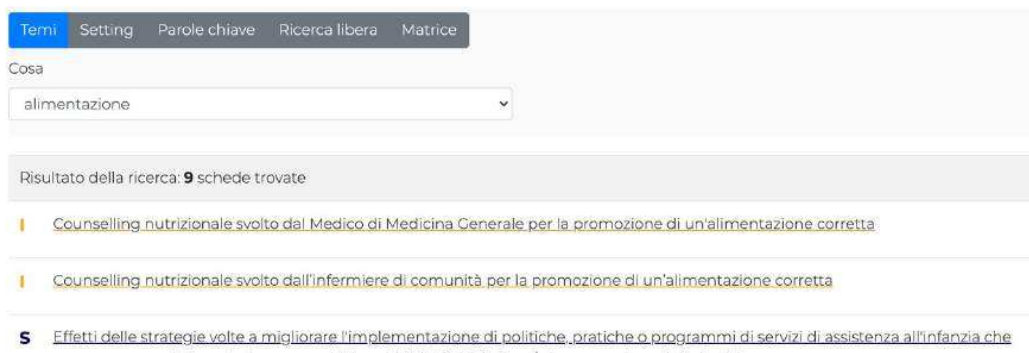 Temi Setting Parole chiave Ricerca libera Matrice
Cosa
alimentazione
Risultato della ricerca: 9 schede trovate
I Counselling nutrizionale svolto dal Medico di Medicina Generale per la promozione di un'alimentazione corretta
I Counselling nutrizionale svolto dall'infermiere di comunità per la promozione di un'alimentazione corretta
S Effetti delle strategie volte a migliorare l'implementazione di politiche, pratiche o programmi di servizi di assistenza all'infanzia che